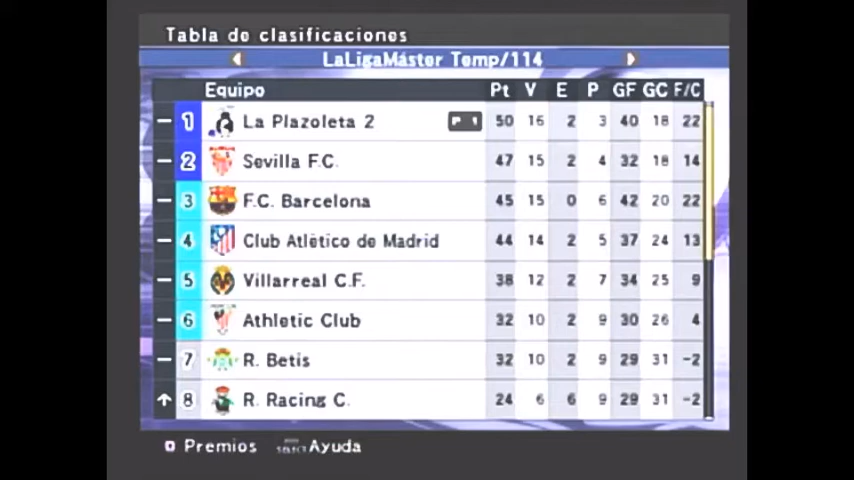 Tabla de clasificaciones
LaLigaMáster Temp/114
Equipo Pt V E P GF GC F/C
1 La Plazoleta 2 P 1 50 16 2 3 40 18 22
2 Sevilla F.C. 47 15 2 4 32 18 14
3 F.C. Barcelona 45 15 0 6 42 20 22
4 Club Atlético de Madrid 44 14 2 5 37 24 13
5 Villarreal C.F. 38 12 2 7 34 25 9
6 Athletic Club 32 10 2 9 30 26 4
7 R. Betis 32 10 2 9 29 31 -2
8 R. Racing C. 24 6 6 9 29 31 -2
Premios SELECT Ayuda